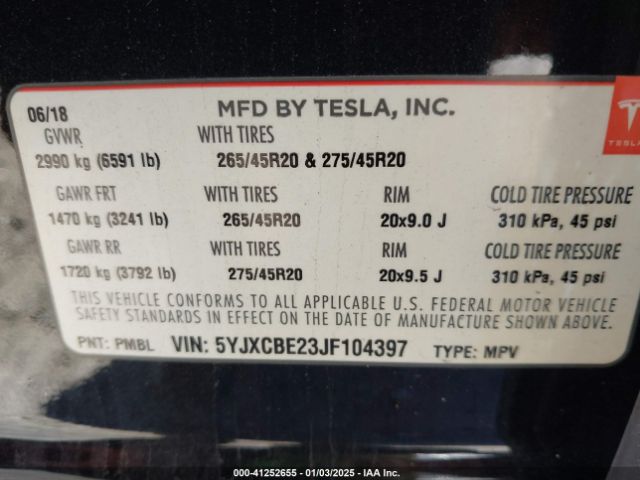 06/18 MFD BY TESLA, INC.
GVWR WITH TIRES
2990 kg (6591 lb) 265/45R20 & 275/45R20
TESLA
GAWR FRT WITH TIRES RIM COLD TIRE PRESSURE
1470 kg (3241 lb) 265/45R20 20x9.0 J 310 kPa, 45 psi
GAWR RR WITH TIRES RIM COLD TIRE PRESSURE
1720 kg (3792 lb) 275/45R20 20x9.5 J 310 kPa, 45 psi
THIS VEHICLE CONFORMS TO ALL APPLICABLE U.S. FEDERAL MOTOR VEHICLE
SAFETY STANDARDS IN EFFECT ON THE DATE OF MANUFACTURE SHOWN ABOVE.
PNT: PMBL VIN: 5YJXCBE23JF104397 TYPE: MPV
000-41252655 - 01/03/2025 - IAA Inc.